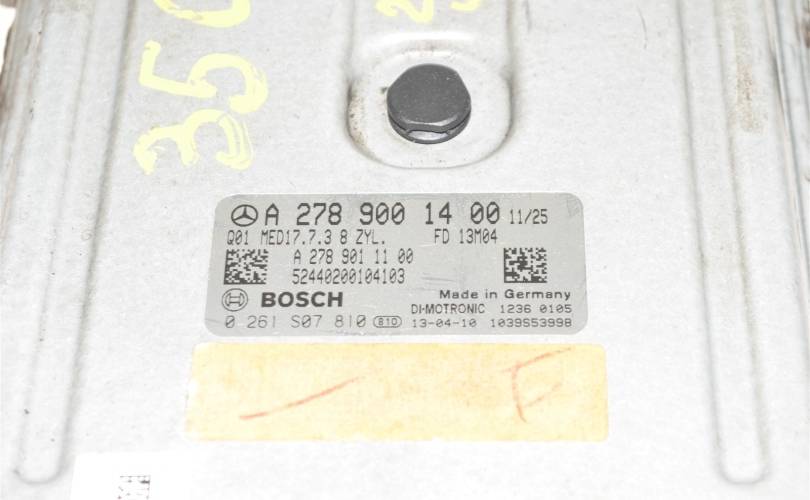 A 278 900 14 00 11/25
Q01 MED17.7.3 8 ZYL. FD 13M04
A 278 901 11 00
52440200104103
BOSCH Made in Germany
DI-MOTRONIC 1236 0105
0 261 S07 810 810 13-04-10 1039S53998
F